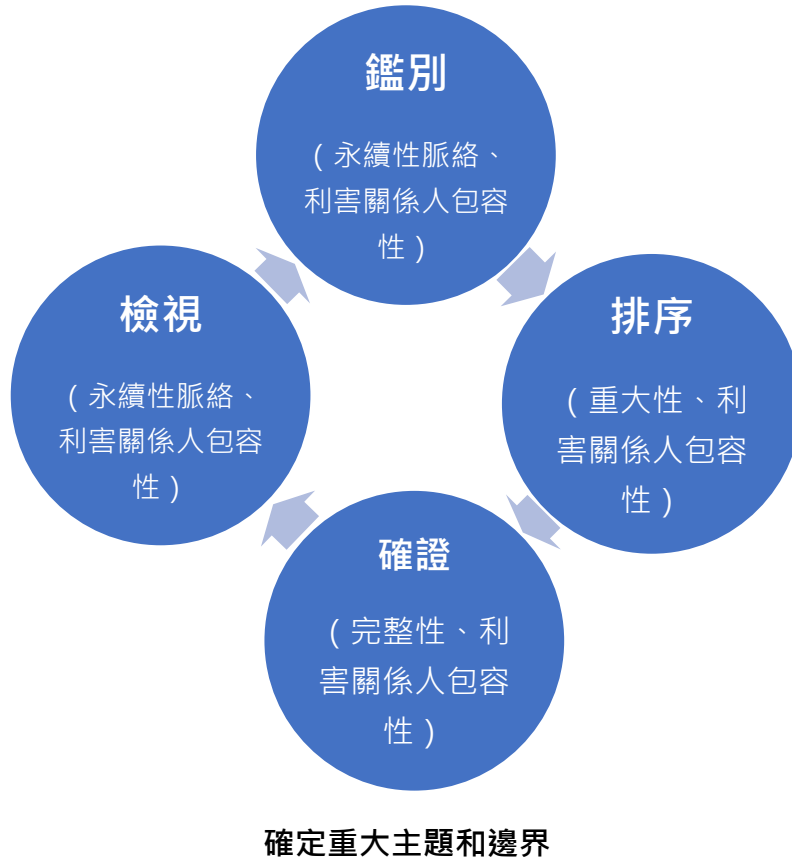 鑑別
（永續性脈絡、
利害關係人包容
性）
檢視
（永續性脈絡、
利害關係人包容
性）
排序
（重大性、利
害關係人包容
性）
確證
（完整性、利
害關係人包容
性）
確定重大主題和邊界